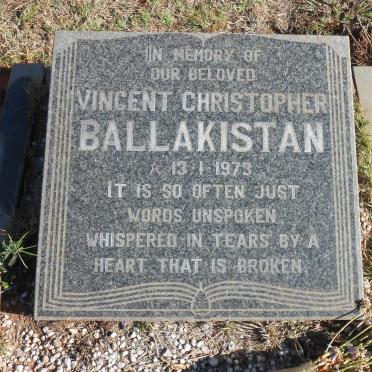 IN MEMORY OF
OUR BELOVED
VINCENT CHRISTOPHER
BALLAKISTAN
13·1·1973
IT IS SO OFTEN JUST
WORDS UNSPOKEN
WHISPERED IN TEARS BY A
HEART THAT IS BROKEN.